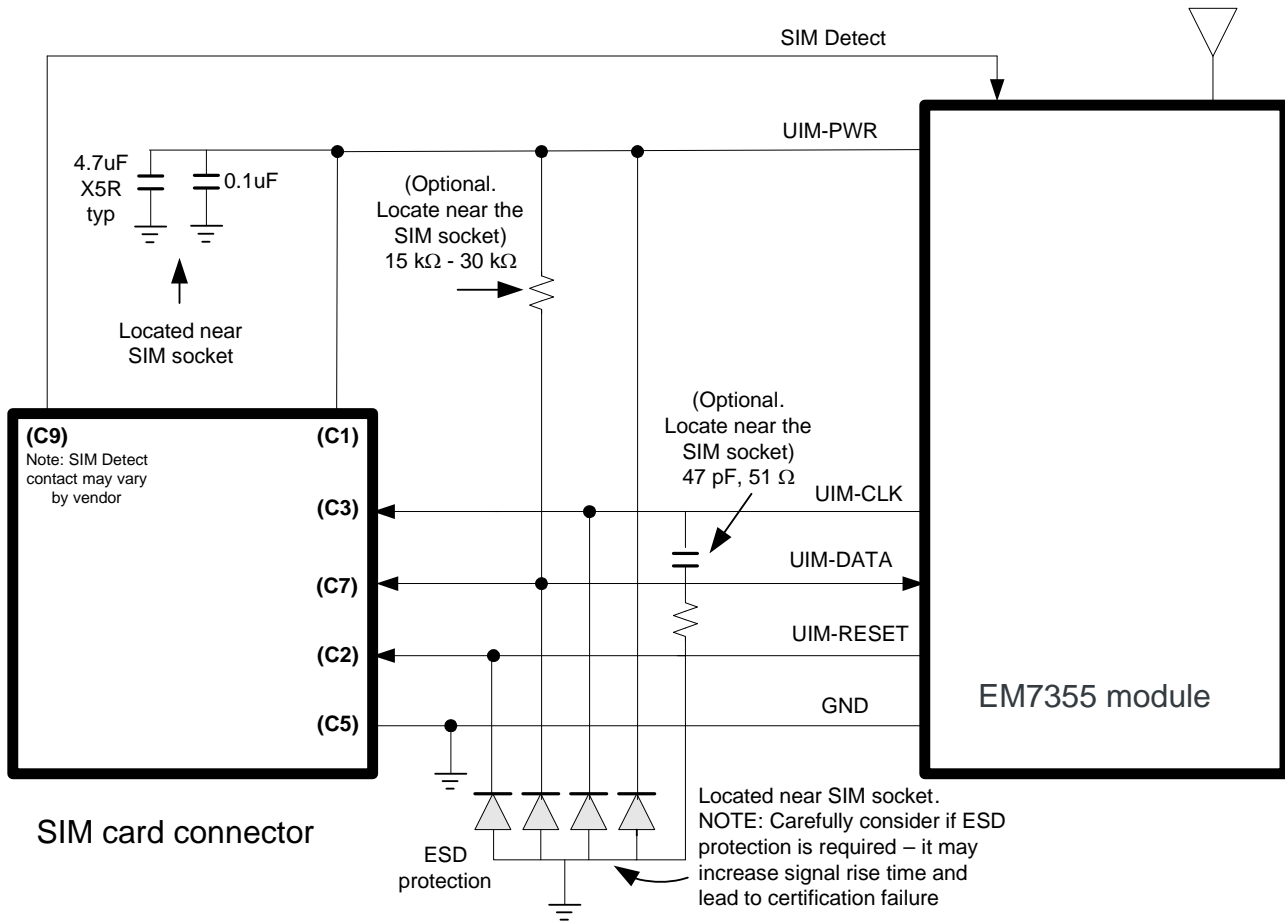 SIM Detect
UIM-PWR
4.7uF
X5R
typ
0.1uF
(Optional.
Locate near the
SIM socket)
15 kΩ - 30 kΩ
Located near
SIM socket
(Optional.
Locate near the
SIM socket)
47 pF, 51 Ω
(C9)
Note: SIM Detect
contact may vary
by vendor
(C1)
(C3)
(C7)
(C2)
(C5)
UIM-CLK
UIM-DATA
UIM-RESET
GND
EM7355 module
SIM card connector
ESD
protection
Located near SIM socket.
NOTE: Carefully consider if ESD
protection is required – it may
increase signal rise time and
lead to certification failure